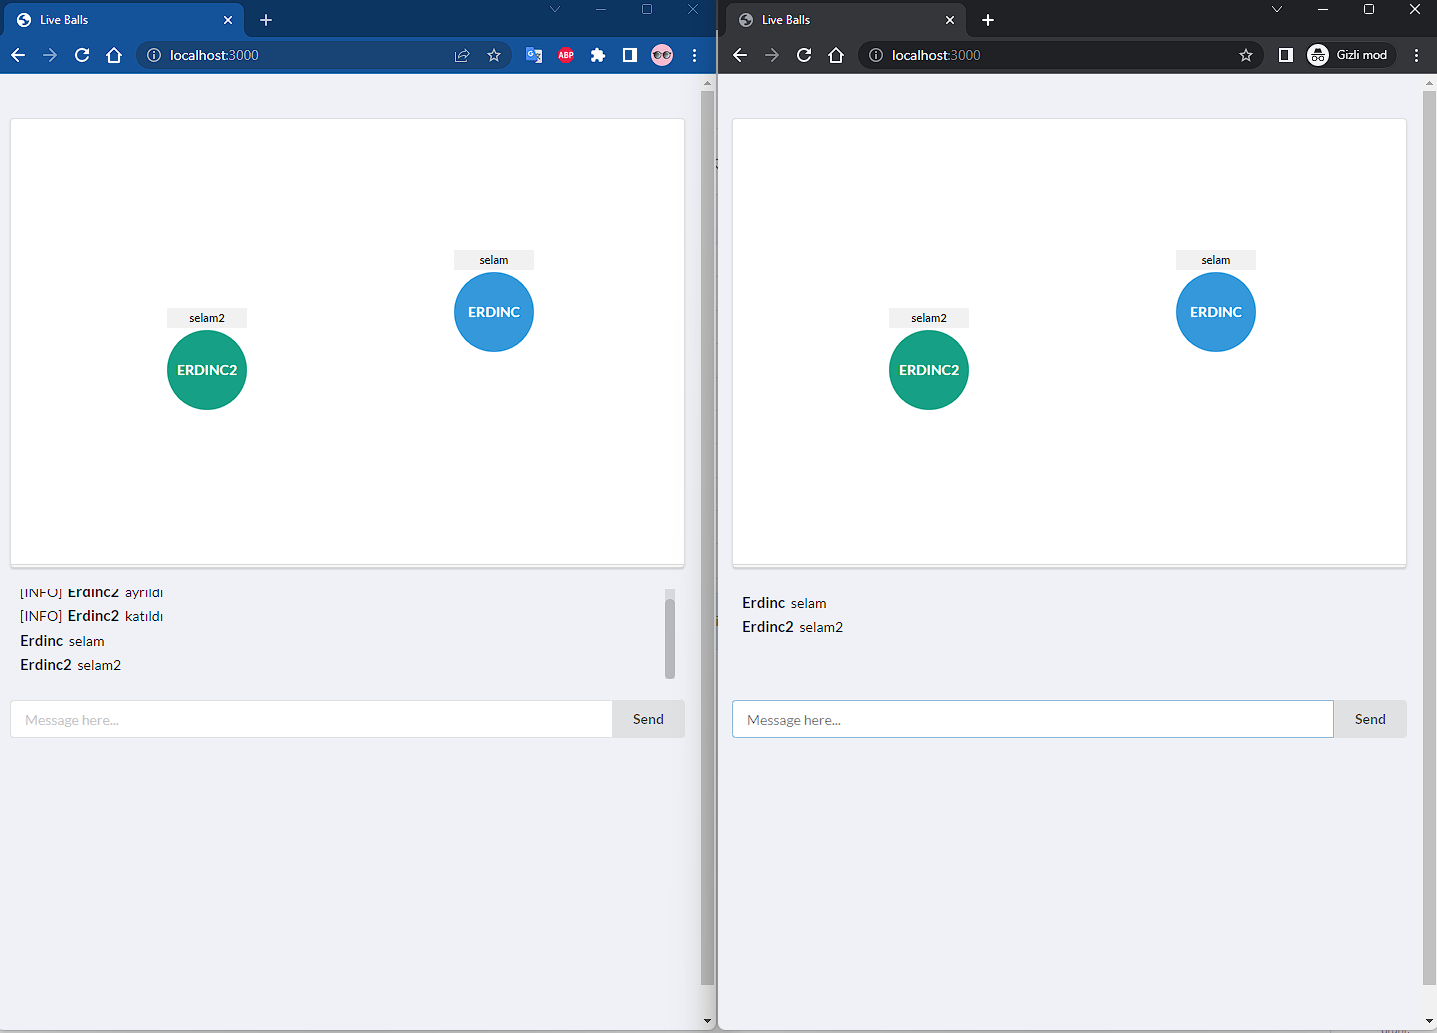 Live Balls
localhost:3000
ABP
selam
ERDINC
selam2
ERDINC2
[INFO] Erdinc2 ayrıldı
[INFO] Erdinc2 katıldı
Erdinc selam
Erdinc2 selam2
Message here...
Send
Live Balls
localhost:3000
Gizli mod
selam
ERDINC
selam2
ERDINC2
Erdinc selam
Erdinc2 selam2
Message here...
Send